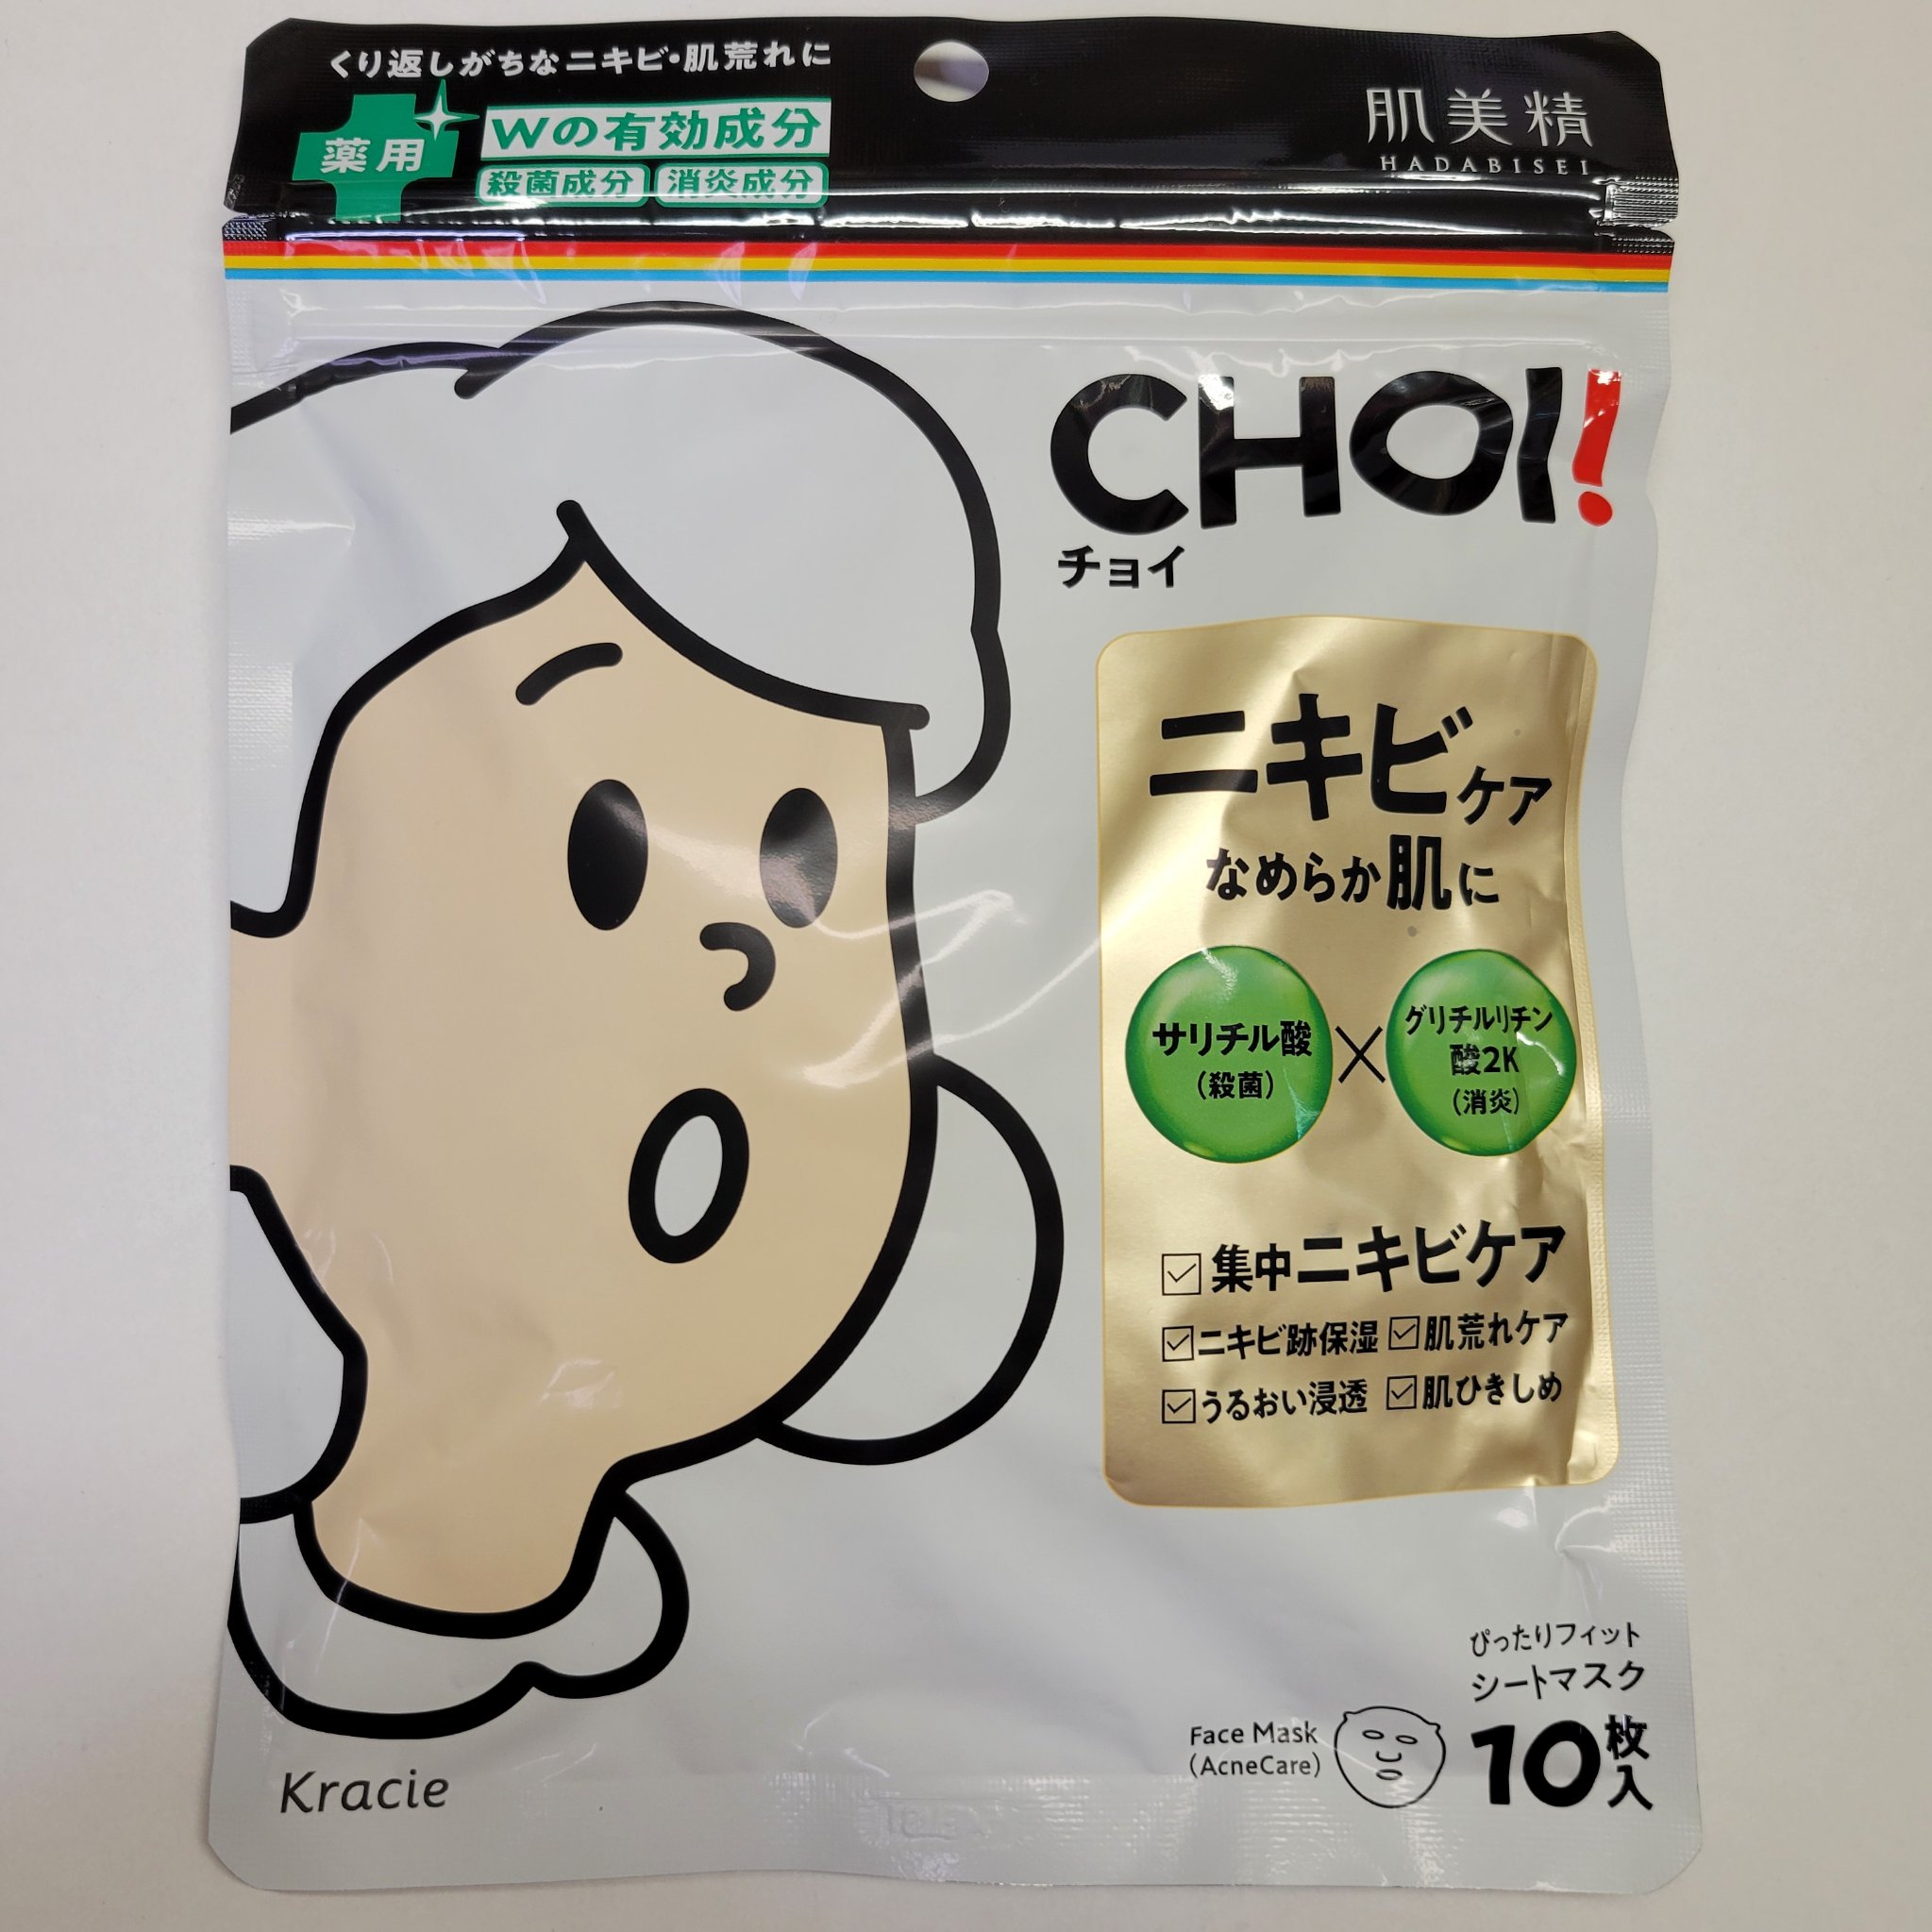 くり返しがちなニキビ・肌荒れに
薬用
Wの有効成分
殺菌成分 消炎成分
肌美精
HADABISEI
CHOI!
チョイ
ニキビケア
なめらか肌に
サリチル酸
(殺菌)
×
グリチルリチン
酸2K
(消炎)
集中ニキビケア
ニキビ跡保湿 肌荒れケア
うるおい浸透 肌ひきしめ
ぴったりフィット
シートマスク
10枚入
Face Mask
(AcneCare)
Kracie